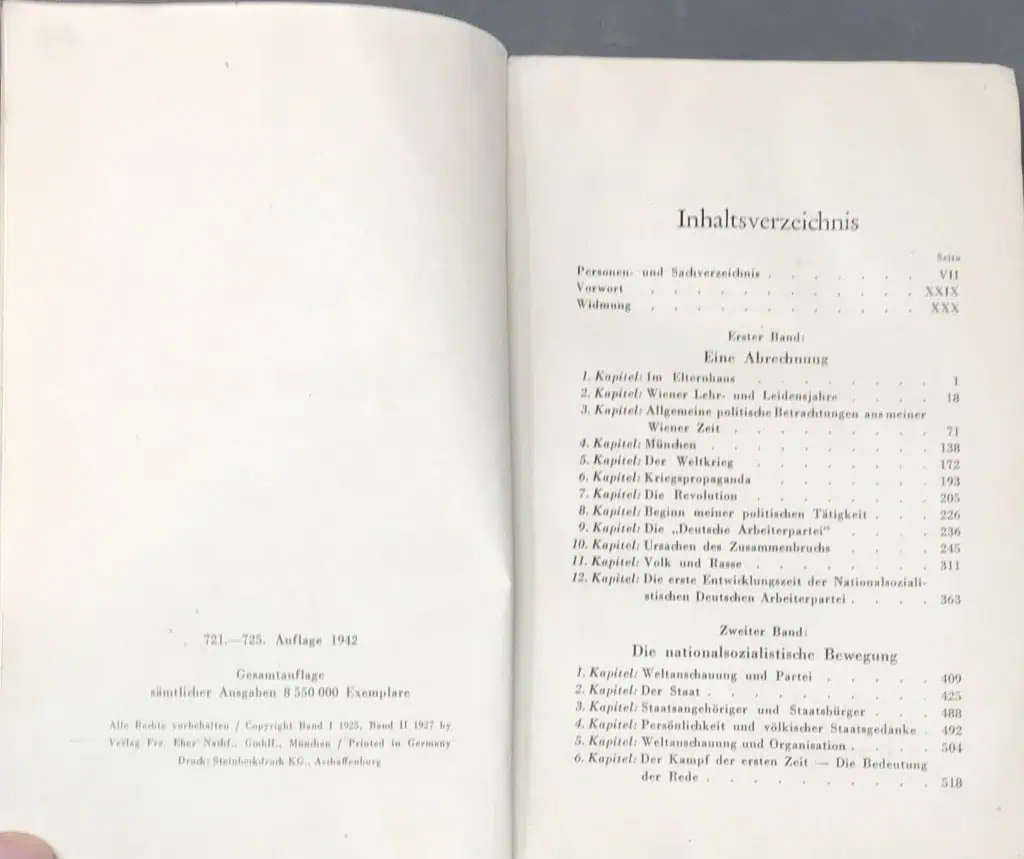 721.—725. Auflage 1942
Gesamtauflage
sämtlicher Ausgaben 8 550 000 Exemplare
Alle Rechte vorbehalten / Copyright Band I 1925, Band II 1927 by
Verlag Frz. Eher Nachf., GmbH., München / Printed in Germany
Druck: Steinbeckdruck KG., Aschaffenburg
Inhaltsverzeichnis
Seite
Personen- und Sachverzeichnis . . . . . . . VII
Vorwort . . . . . . . . . . . . XXIX
Widmung . . . . . . . . . . . . XXX
Erster Band:
Eine Abrechnung
1. Kapitel: Im Elternhaus . . . . . . . 1
2. Kapitel: Wiener Lehr- und Leidensjahre . . . . 18
3. Kapitel: Allgemeine politische Betrachtungen aus meiner
Wiener Zeit . . . . . . . . . 71
4. Kapitel: München . . . . . . . . . 138
5. Kapitel: Der Weltkrieg . . . . . . . . 172
6. Kapitel: Kriegspropaganda . . . . . . . 193
7. Kapitel: Die Revolution . . . . . . . . 205
8. Kapitel: Beginn meiner politischen Tätigkeit . . . 226
9. Kapitel: Die „Deutsche Arbeiterpartei“ . . . . 236
10. Kapitel: Ursachen des Zusammenbruchs . . . . 245
11. Kapitel: Volk und Rasse . . . . . . . . 311
12. Kapitel: Die erste Entwicklungszeit der Nationalsoziali-
stischen Deutschen Arbeiterpartei . . . . 363
Zweiter Band:
Die nationalsozialistische Bewegung
1. Kapitel: Weltanschauung und Partei . . . . . 409
2. Kapitel: Der Staat . . . . . . . . . 425
3. Kapitel: Staatsangehöriger und Staatsbürger . . . 488
4. Kapitel: Persönlichkeit und völkischer Staatsgedanke . 492
5. Kapitel: Weltanschauung und Organisation . . . . 504
6. Kapitel: Der Kampf der ersten Zeit — Die Bedeutung
der Rede . . . . . . . . . . 518